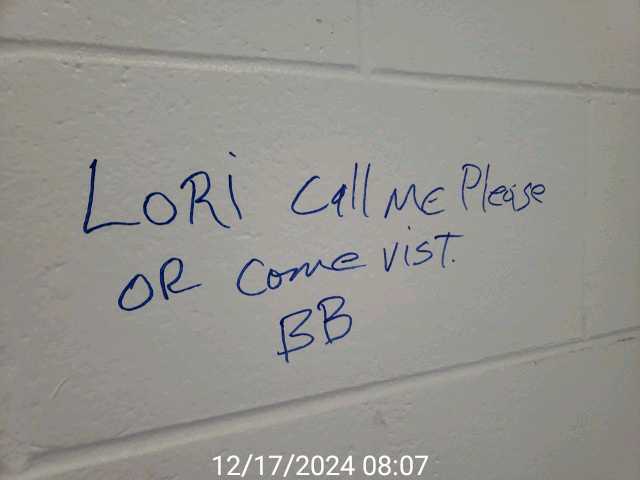 LORi Call ME Please
OR Come vist.
BB
12/17/2024 08:07